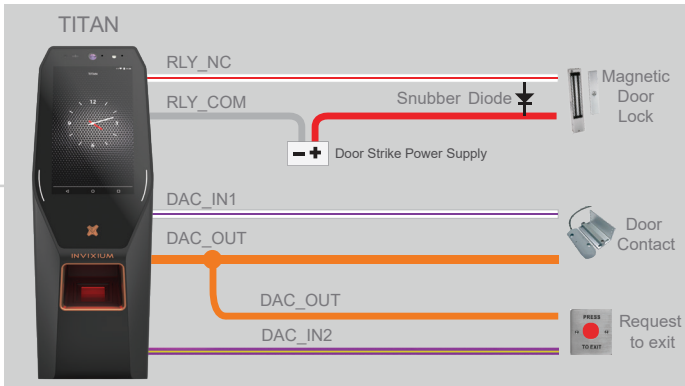 TITAN
RLY_NC
RLY_COM
Snubber Diode
Magnetic
Door
Lock
Door Strike Power Supply
DAC_IN1
DAC_OUT
Door
Contact
INVIXIUM
DAC_OUT
DAC_IN2
PRESS
TO EXIT
Request
to exit
12